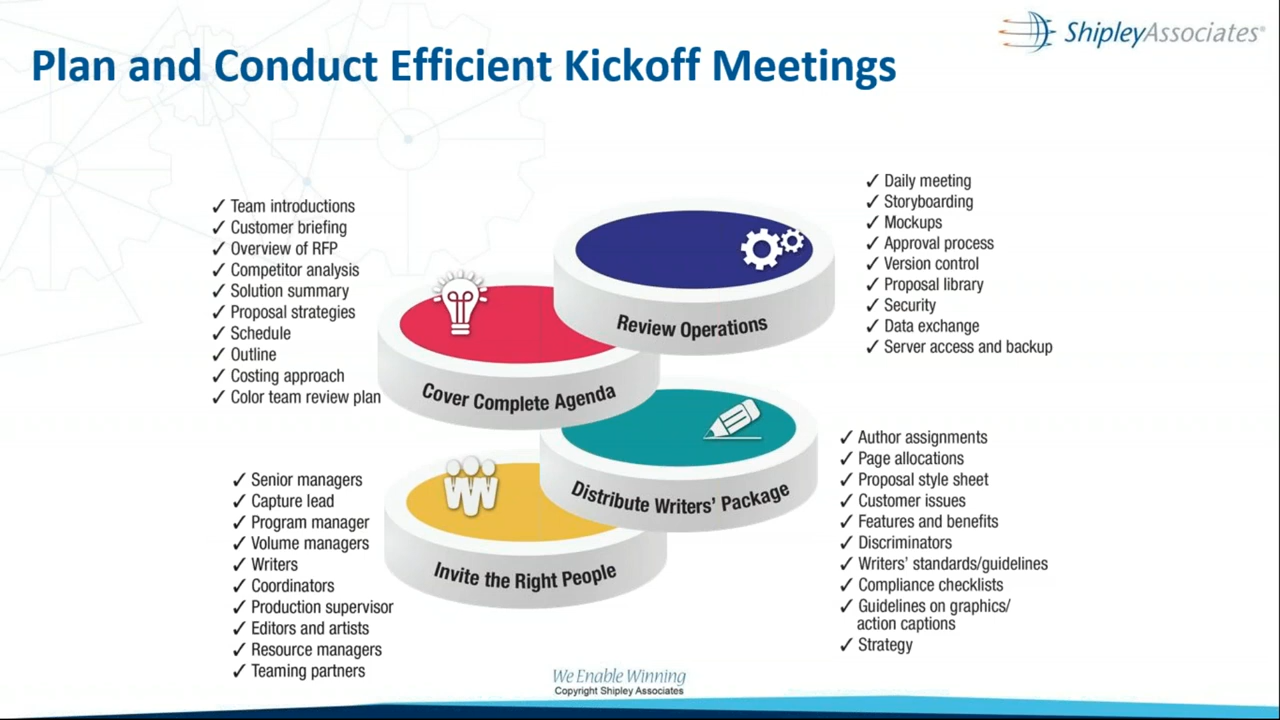 ShipleyAssociates®
Plan and Conduct Efficient Kickoff Meetings
✓ Team introductions
✓ Customer briefing
✓ Overview of RFP
✓ Competitor analysis
✓ Solution summary
✓ Proposal strategies
✓ Schedule
✓ Outline
✓ Costing approach
✓ Color team review plan
Cover Complete Agenda
✓ Daily meeting
✓ Storyboarding
✓ Mockups
✓ Approval process
✓ Version control
✓ Proposal library
✓ Security
✓ Data exchange
✓ Server access and backup
Review Operations
✓ Senior managers
✓ Capture lead
✓ Program manager
✓ Volume managers
✓ Writers
✓ Coordinators
✓ Production supervisor
✓ Editors and artists
✓ Resource managers
✓ Teaming partners
Invite the Right People
✓ Author assignments
✓ Page allocations
✓ Proposal style sheet
✓ Customer issues
✓ Features and benefits
✓ Discriminators
✓ Writers’ standards/guidelines
✓ Compliance checklists
✓ Guidelines on graphics/
action captions
✓ Strategy
Distribute Writers’ Package
We Enable Winning
Copyright Shipley Associates